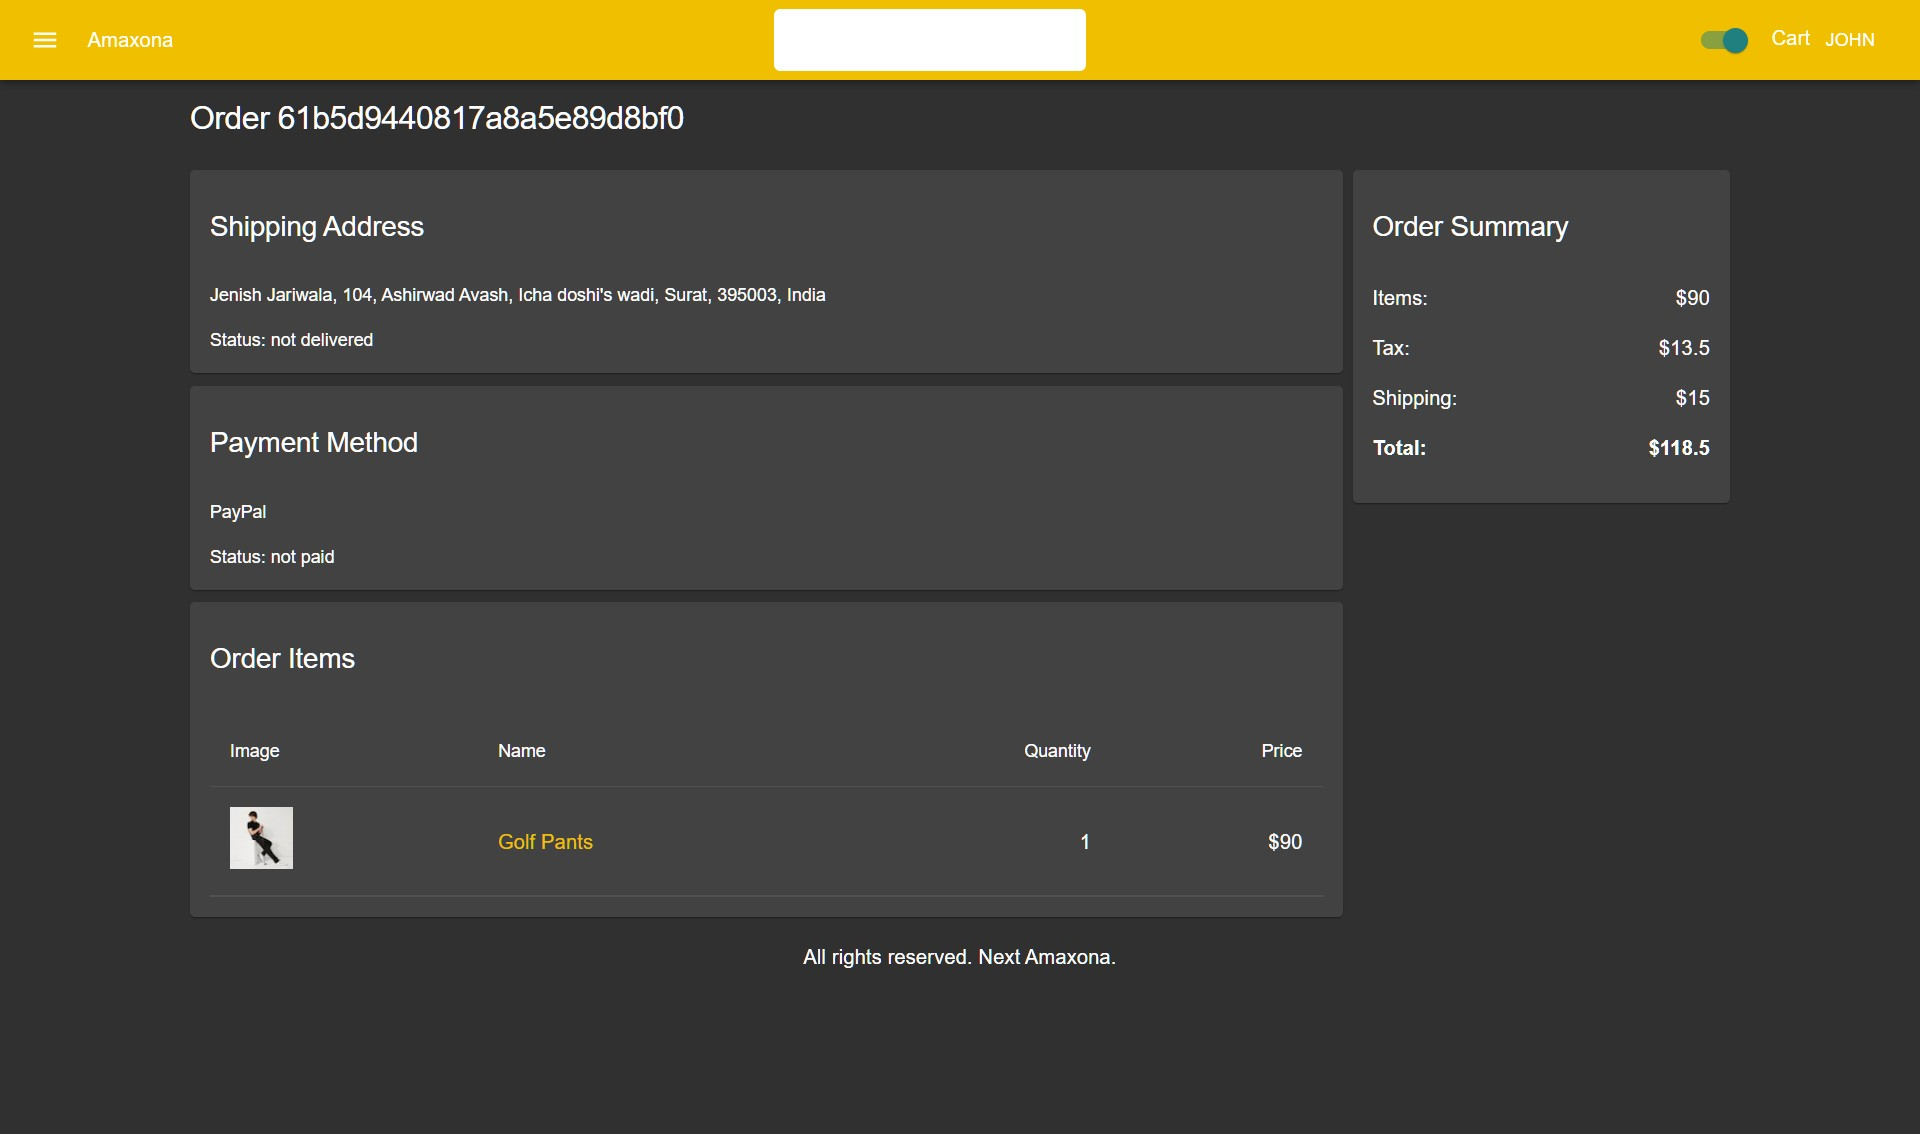 Amaxona
Cart JOHN
Order 61b5d9440817a8a5e89d8bf0
Shipping Address
Jenish Jariwala, 104, Ashirwad Avash, Icha doshi's wadi, Surat, 395003, India
Status: not delivered
Payment Method
PayPal
Status: not paid
Order Items
Image Name Quantity Price
Golf Pants 1 $90
Order Summary
Items: $90
Tax: $13.5
Shipping: $15
Total: $118.5
All rights reserved. Next Amaxona.